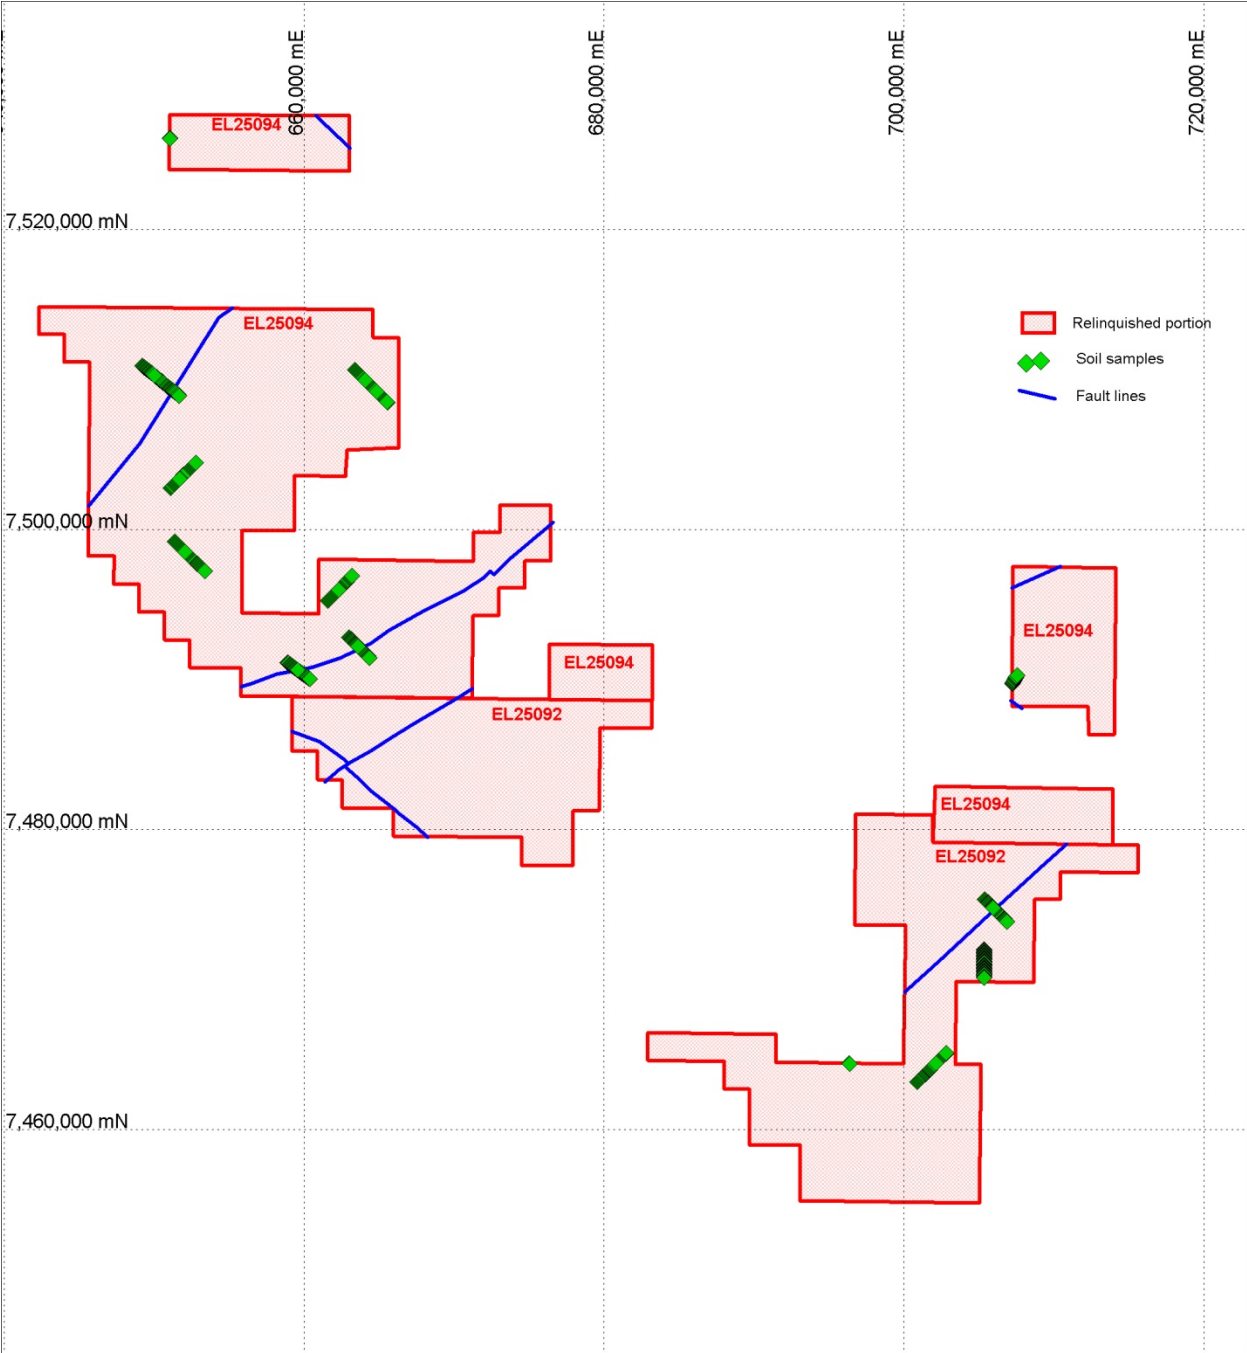 660,000 mE
680,000 mE
700,000 mE
720,000 mE
EL25094
7,520,000 mN
EL25094
Relinquished portion
Soil samples
Fault lines
7,500,000 mN
EL25094
EL25094
EL25092
EL25094
7,480,000 mN
EL25092
7,460,000 mN